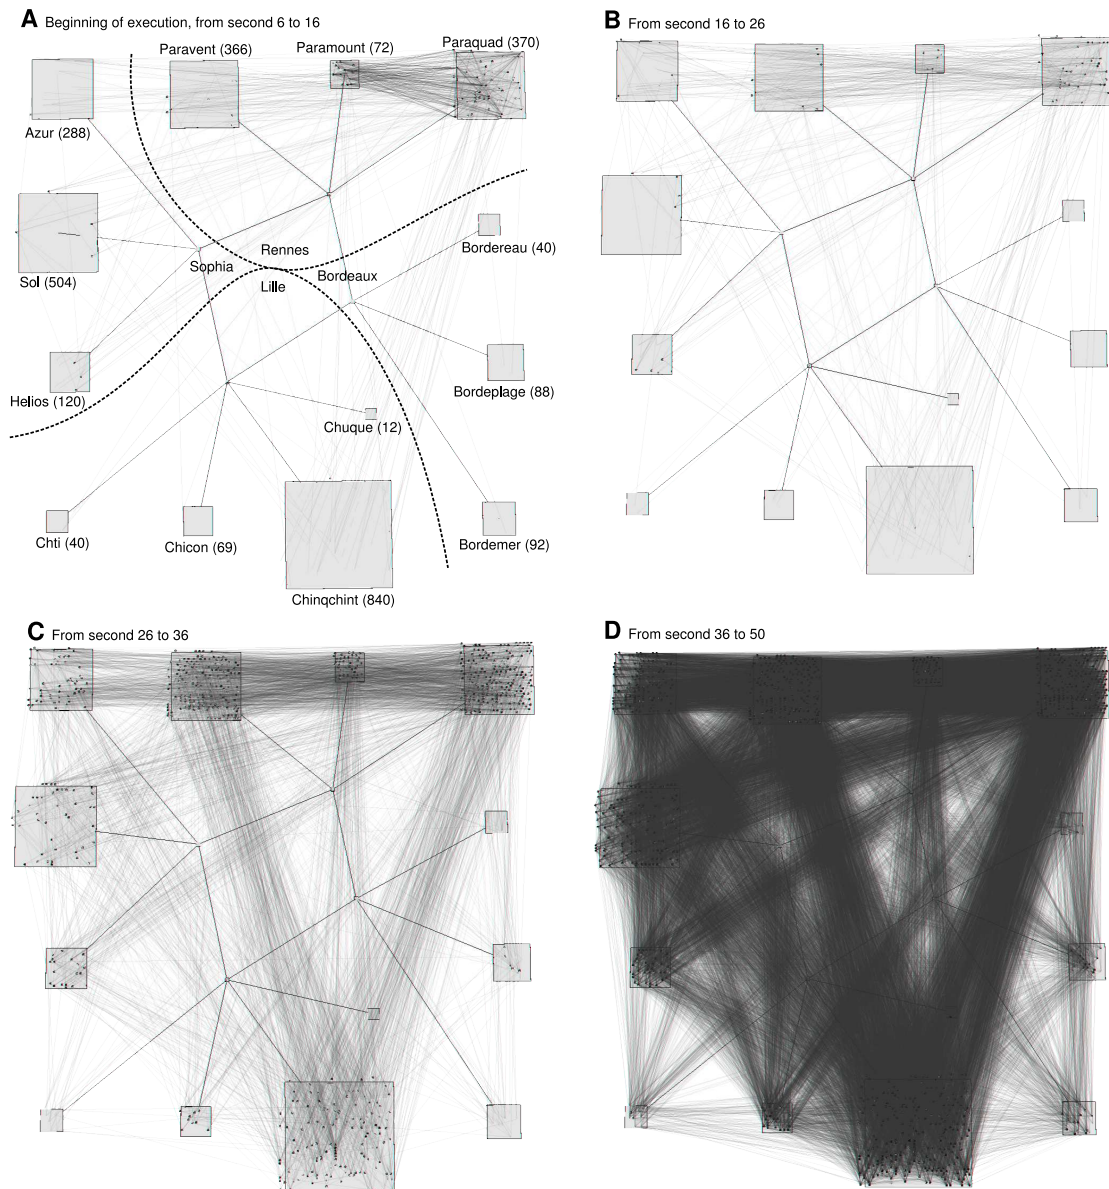 A Beginning of execution, from second 6 to 16
B From second 16 to 26
Paravent (366)
Paramount (72)
Paraquad (370)
Azur (288)
Rennes
Bordereau (40)
Sophia
Bordeaux
Sol (504)
Lille
Helios (120)
Bordeplage (88)
Chuque (12)
Chti (40)
Chicon (69)
Bordemer (92)
Chinqchint (840)
C From second 26 to 36
D From second 36 to 50